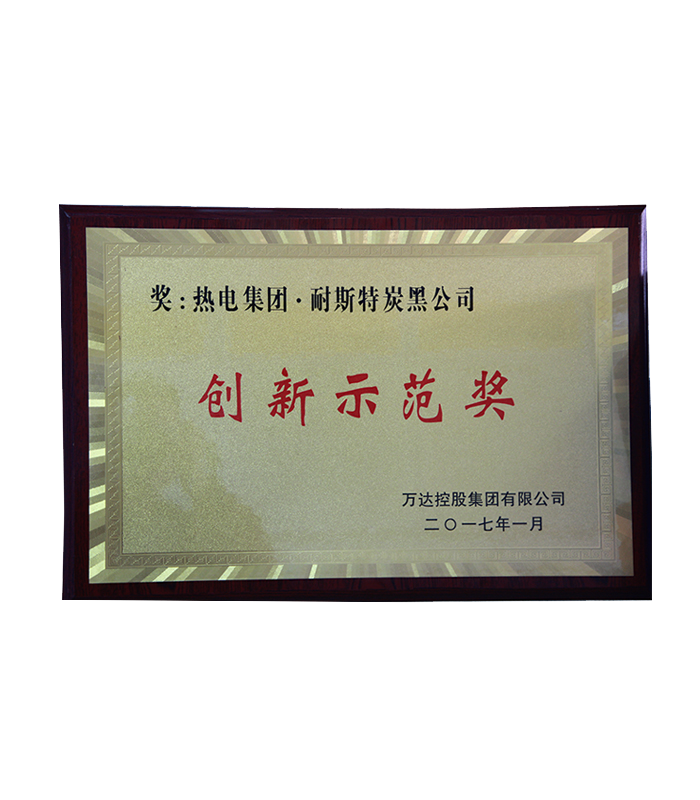 奖:热电集团·耐斯特炭黑公司
创新示范奖
万达控股集团有限公司
二〇一七年一月